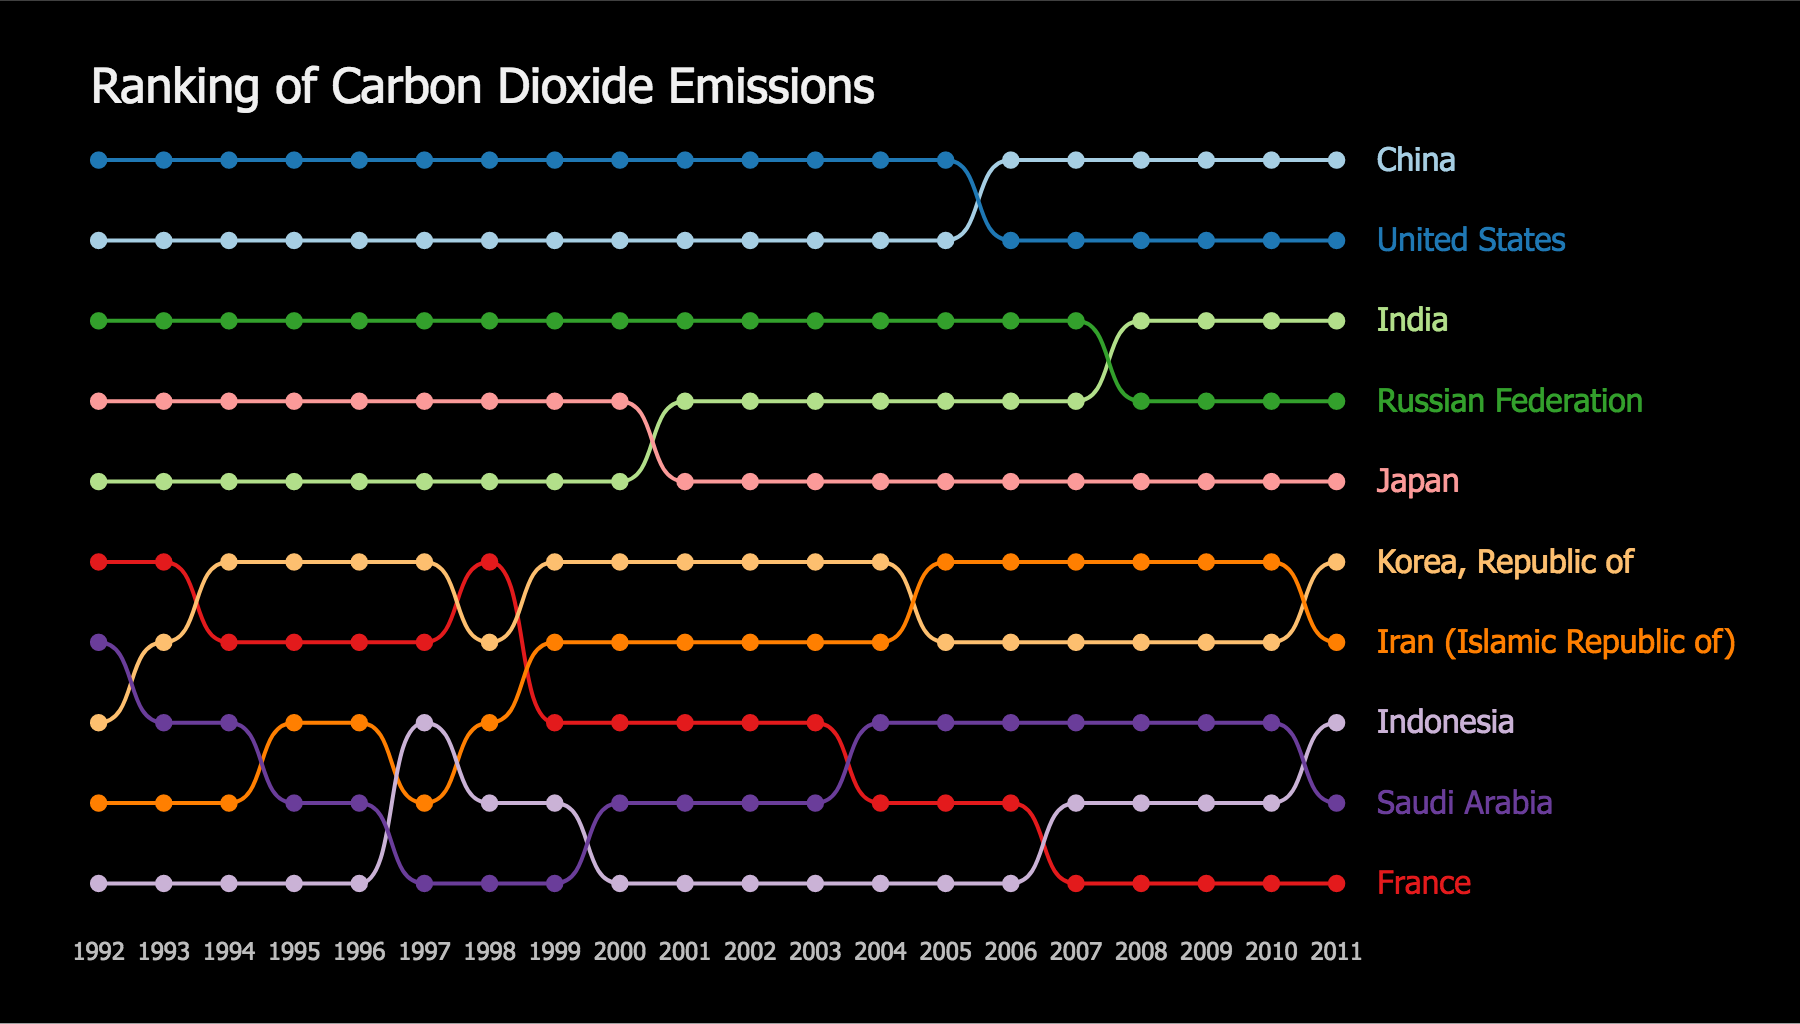 Ranking of Carbon Dioxide Emissions
China
United States
India
Russian Federation
Japan
Korea, Republic of
Iran (Islamic Republic of)
Indonesia
Saudi Arabia
France
1992 1993 1994 1995 1996 1997 1998 1999 2000 2001 2002 2003 2004 2005 2006 2007 2008 2009 2010 2011